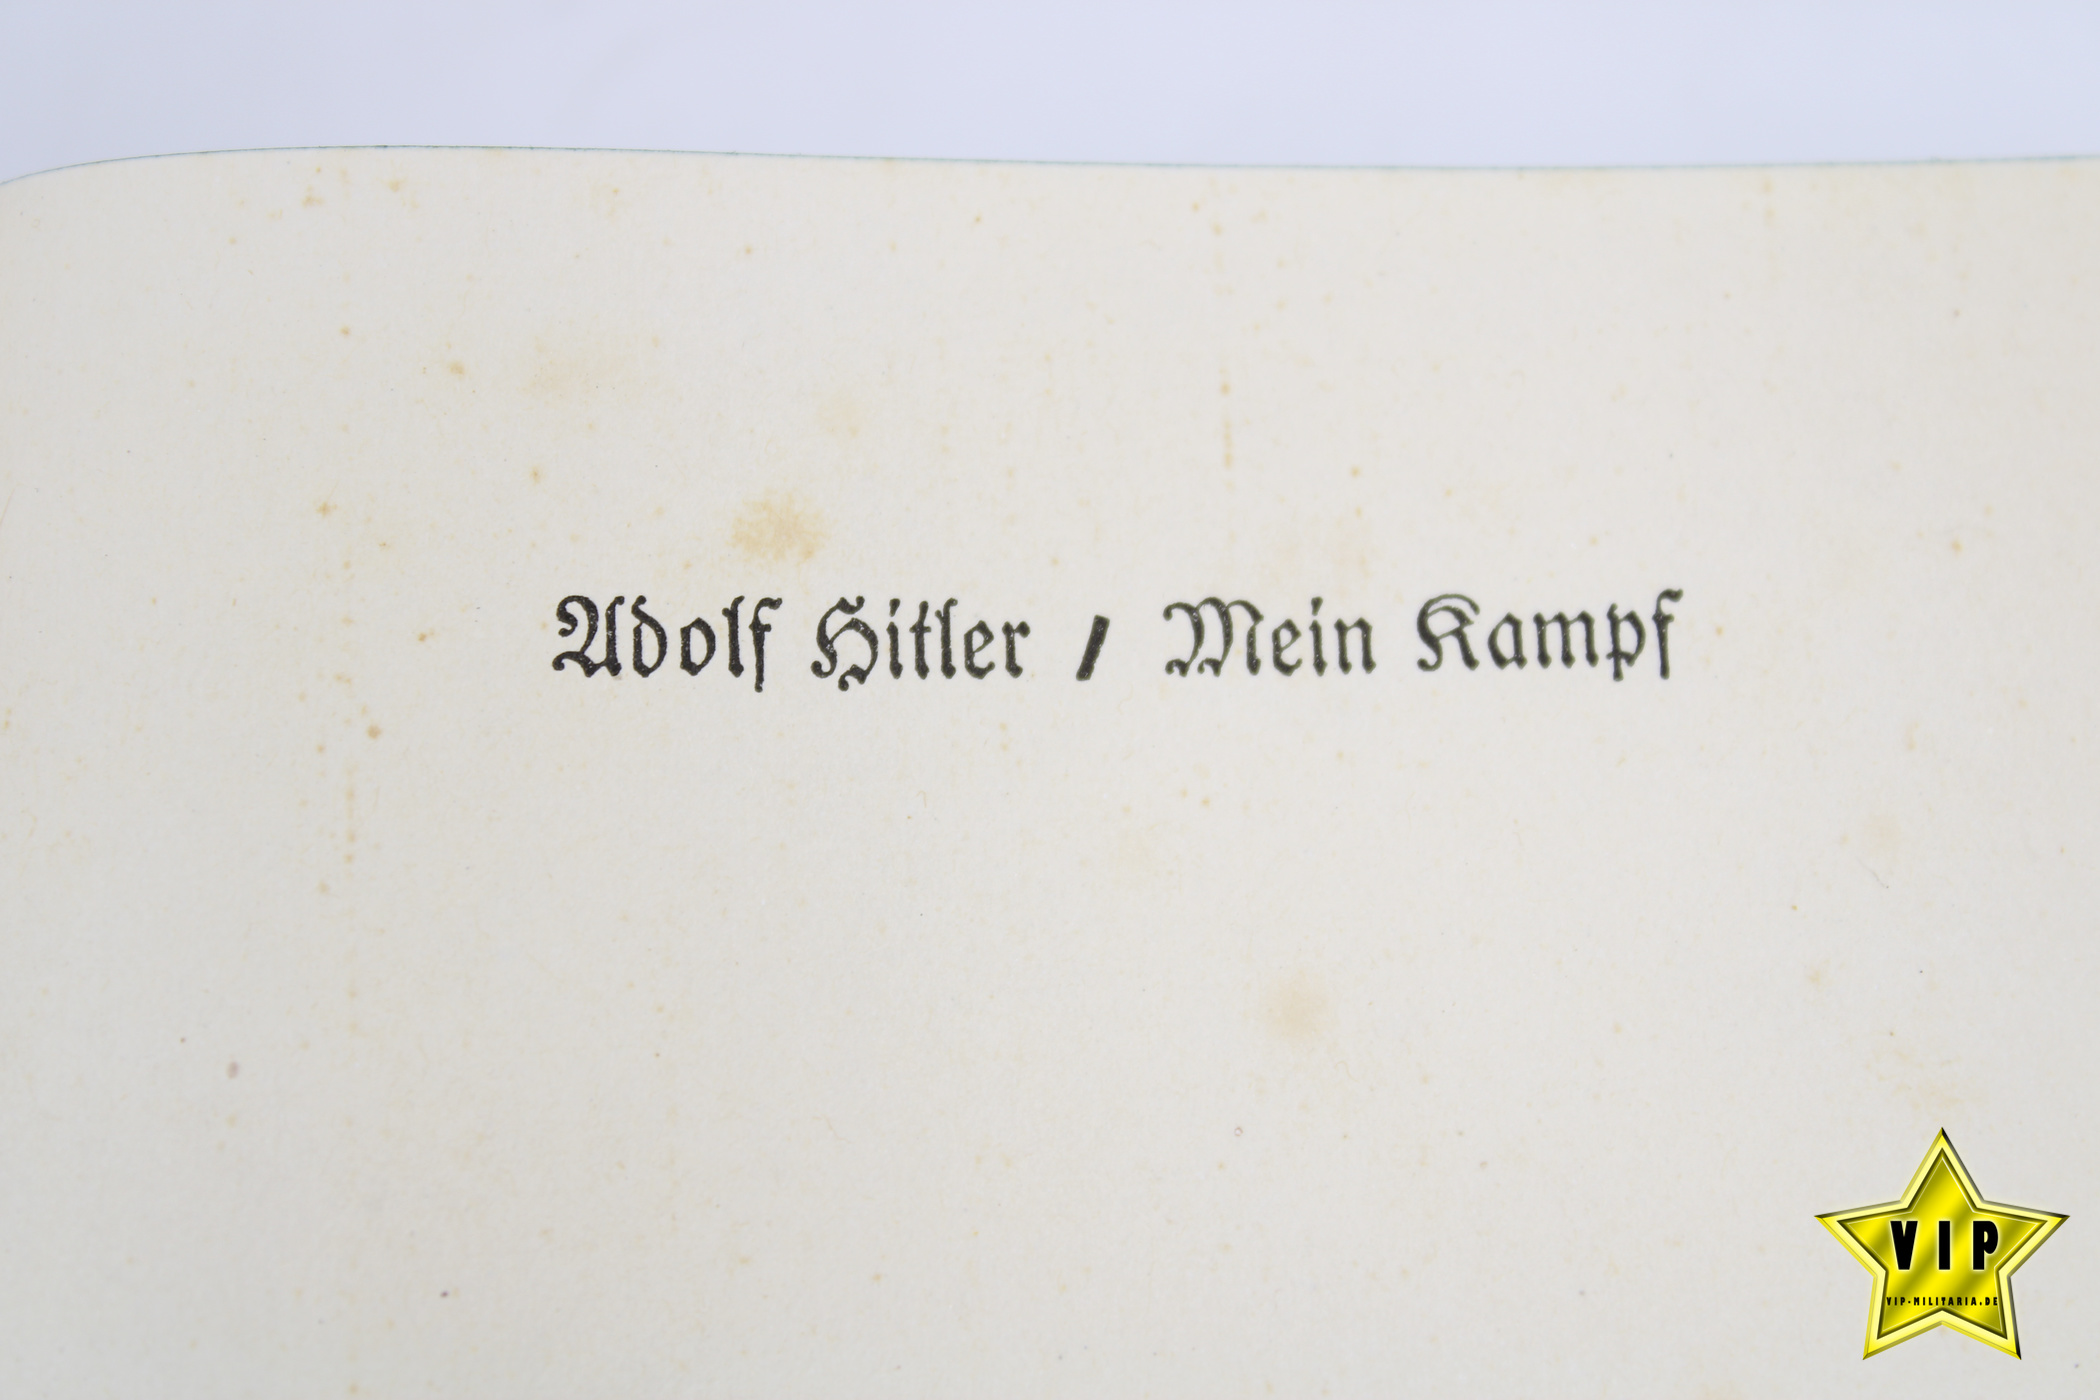 Adolf Hitler / Mein Kampf
VIP
VIP-MILITARIA.DE